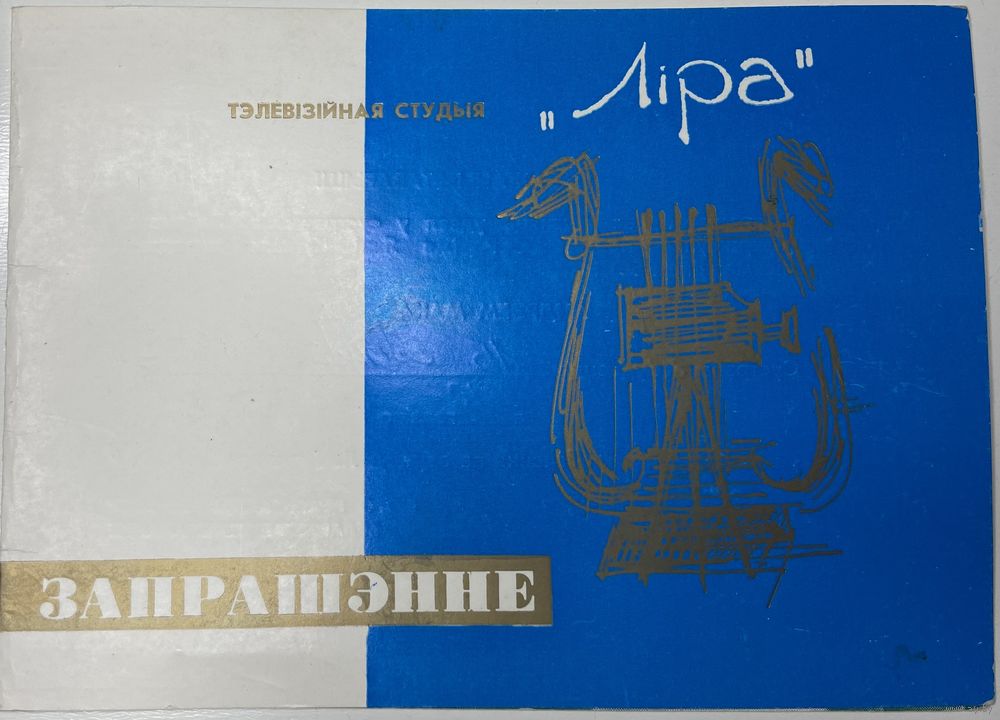 ТЭЛЕВІЗІЙНАЯ СТУДЫЯ
„Ліра"
ЗАПРАШЭННЕ